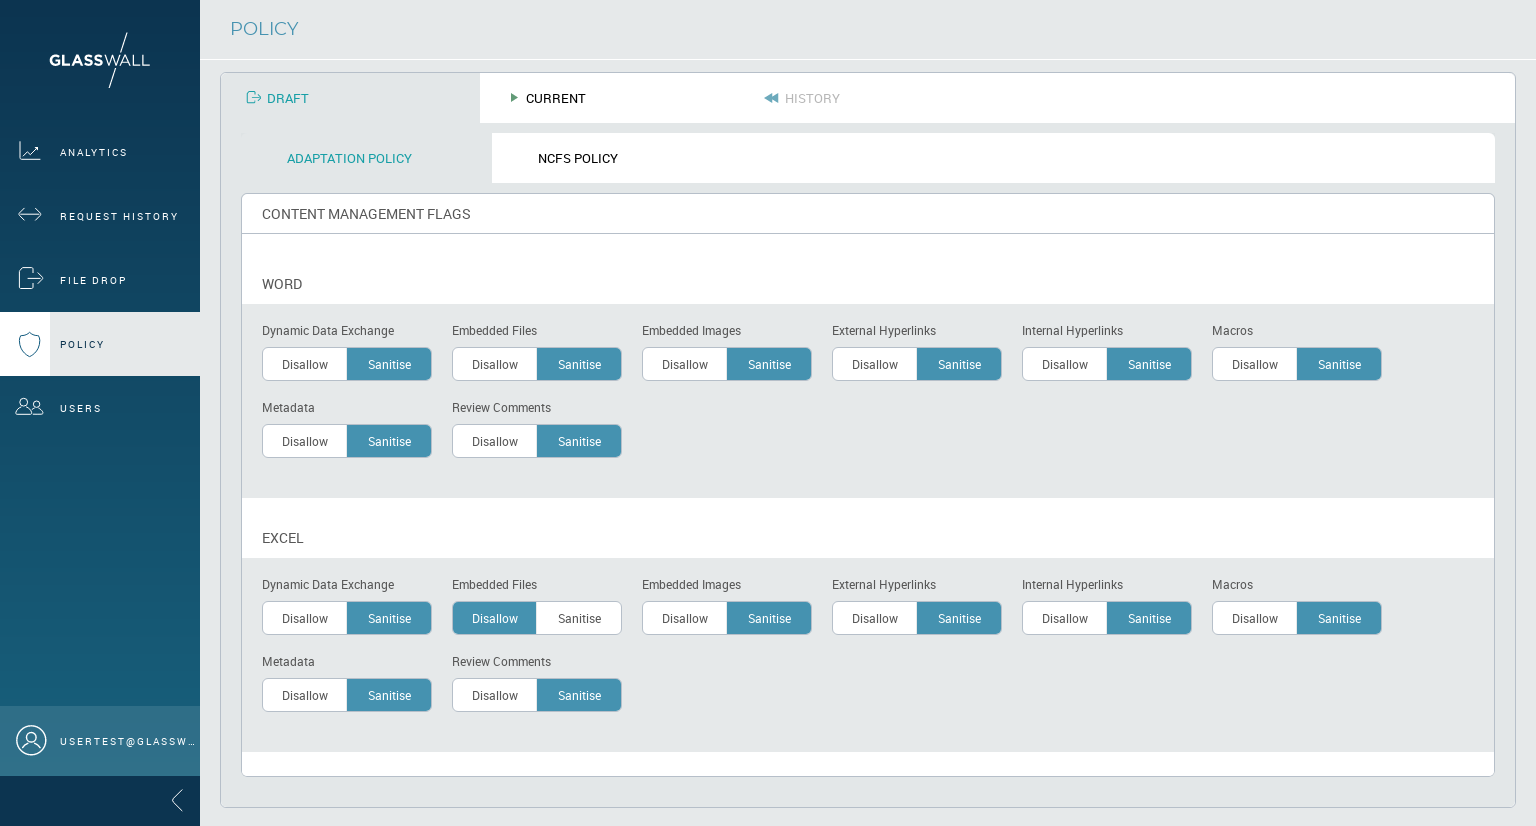 GLASSWALL
ANALYTICS
REQUEST HISTORY
FILE DROP
POLICY
USERS
USERTEST@GLASSW...
POLICY
DRAFT CURRENT HISTORY
ADAPTATION POLICY NCFS POLICY
CONTENT MANAGEMENT FLAGS
WORD
Dynamic Data Exchange Embedded Files Embedded Images External Hyperlinks Internal Hyperlinks Macros
Disallow Sanitise Disallow Sanitise Disallow Sanitise Disallow Sanitise Disallow Sanitise Disallow Sanitise
Metadata Review Comments
Disallow Sanitise Disallow Sanitise
EXCEL
Dynamic Data Exchange Embedded Files Embedded Images External Hyperlinks Internal Hyperlinks Macros
Disallow Sanitise Disallow Sanitise Disallow Sanitise Disallow Sanitise Disallow Sanitise Disallow Sanitise
Metadata Review Comments
Disallow Sanitise Disallow Sanitise